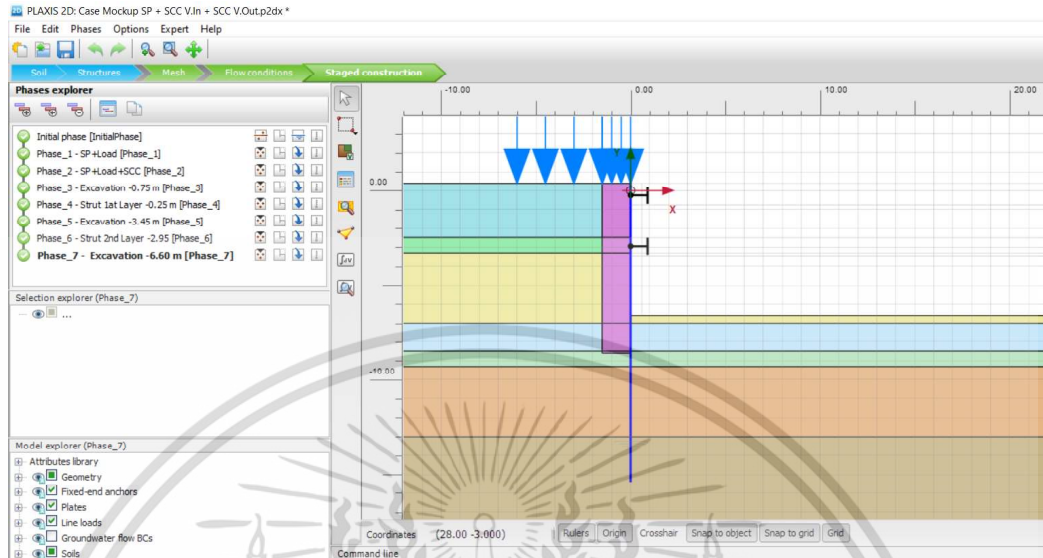 PLAXIS 2D: Case Mockup SP + SCC V.In + SCC V.Out.p2dx *
File Edit Phases Options Expert Help
Soil Structures Mesh Flow conditions Staged construction
Phases explorer
Initial phase [InitialPhase]
Phase_1 - SP+Load [Phase_1]
Phase_2 - SP+Load+SCC [Phase_2]
Phase_3 - Excavation -0.75 m [Phase_3]
Phase_4 - Strut 1at Layer -0.25 m [Phase_4]
Phase_5 - Excavation -3.45 m [Phase_5]
Phase_6 - Strut 2nd Layer -2.95 [Phase_6]
Phase_7 - Excavation -6.60 m [Phase_7]
Selection explorer (Phase_7)
...
Model explorer (Phase_7)
Attributes library
Geometry
Fixed-end anchors
Plates
Line loads
Groundwater flow BCs
Soils
-10.00 0.00 10.00 20.00
0.00
-10.00
Y
X
Coordinates (28.00 -3.000) Rulers Origin Crosshair Snap to object Snap to grid Grid
Command line